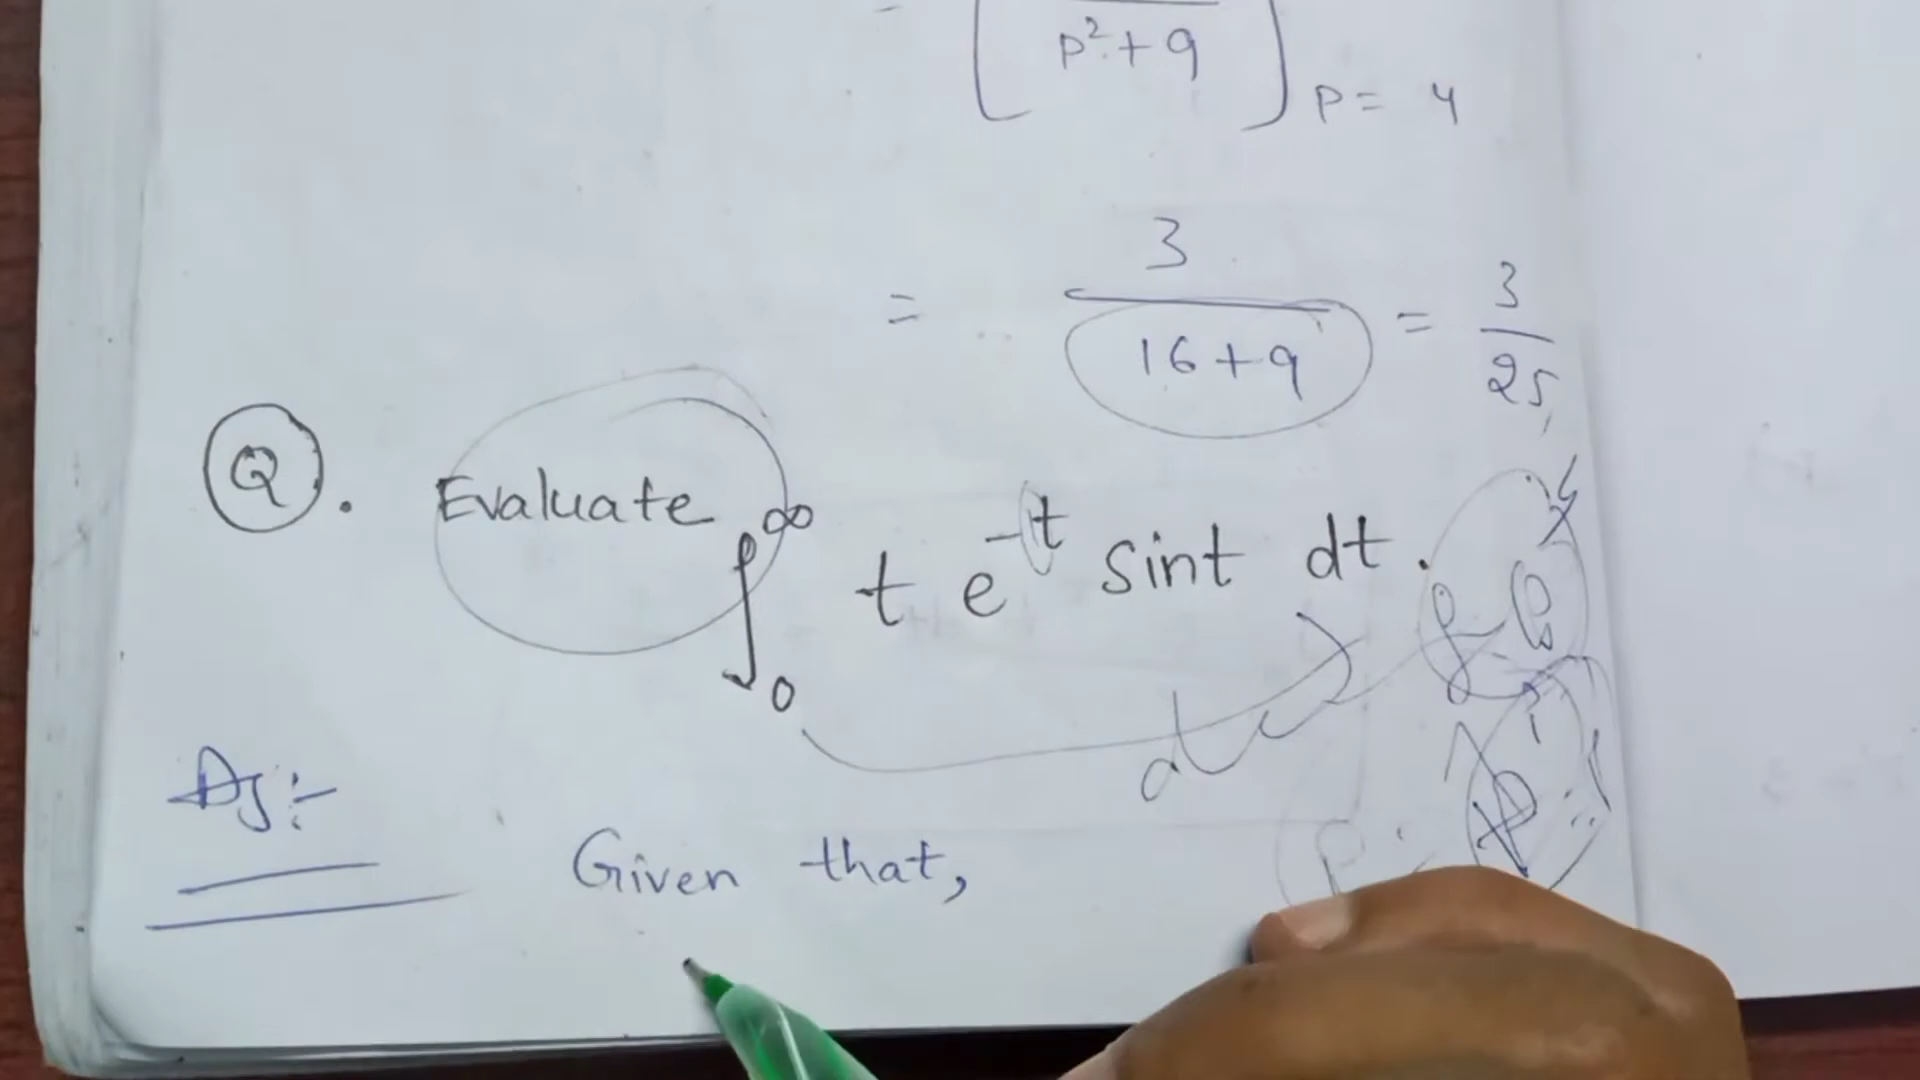 = [ p²+9 ] p= 4
= 3/16+9 = 3/25
Q. Evaluate ∫₀^∞ t e^-t sint dt.
Given that,